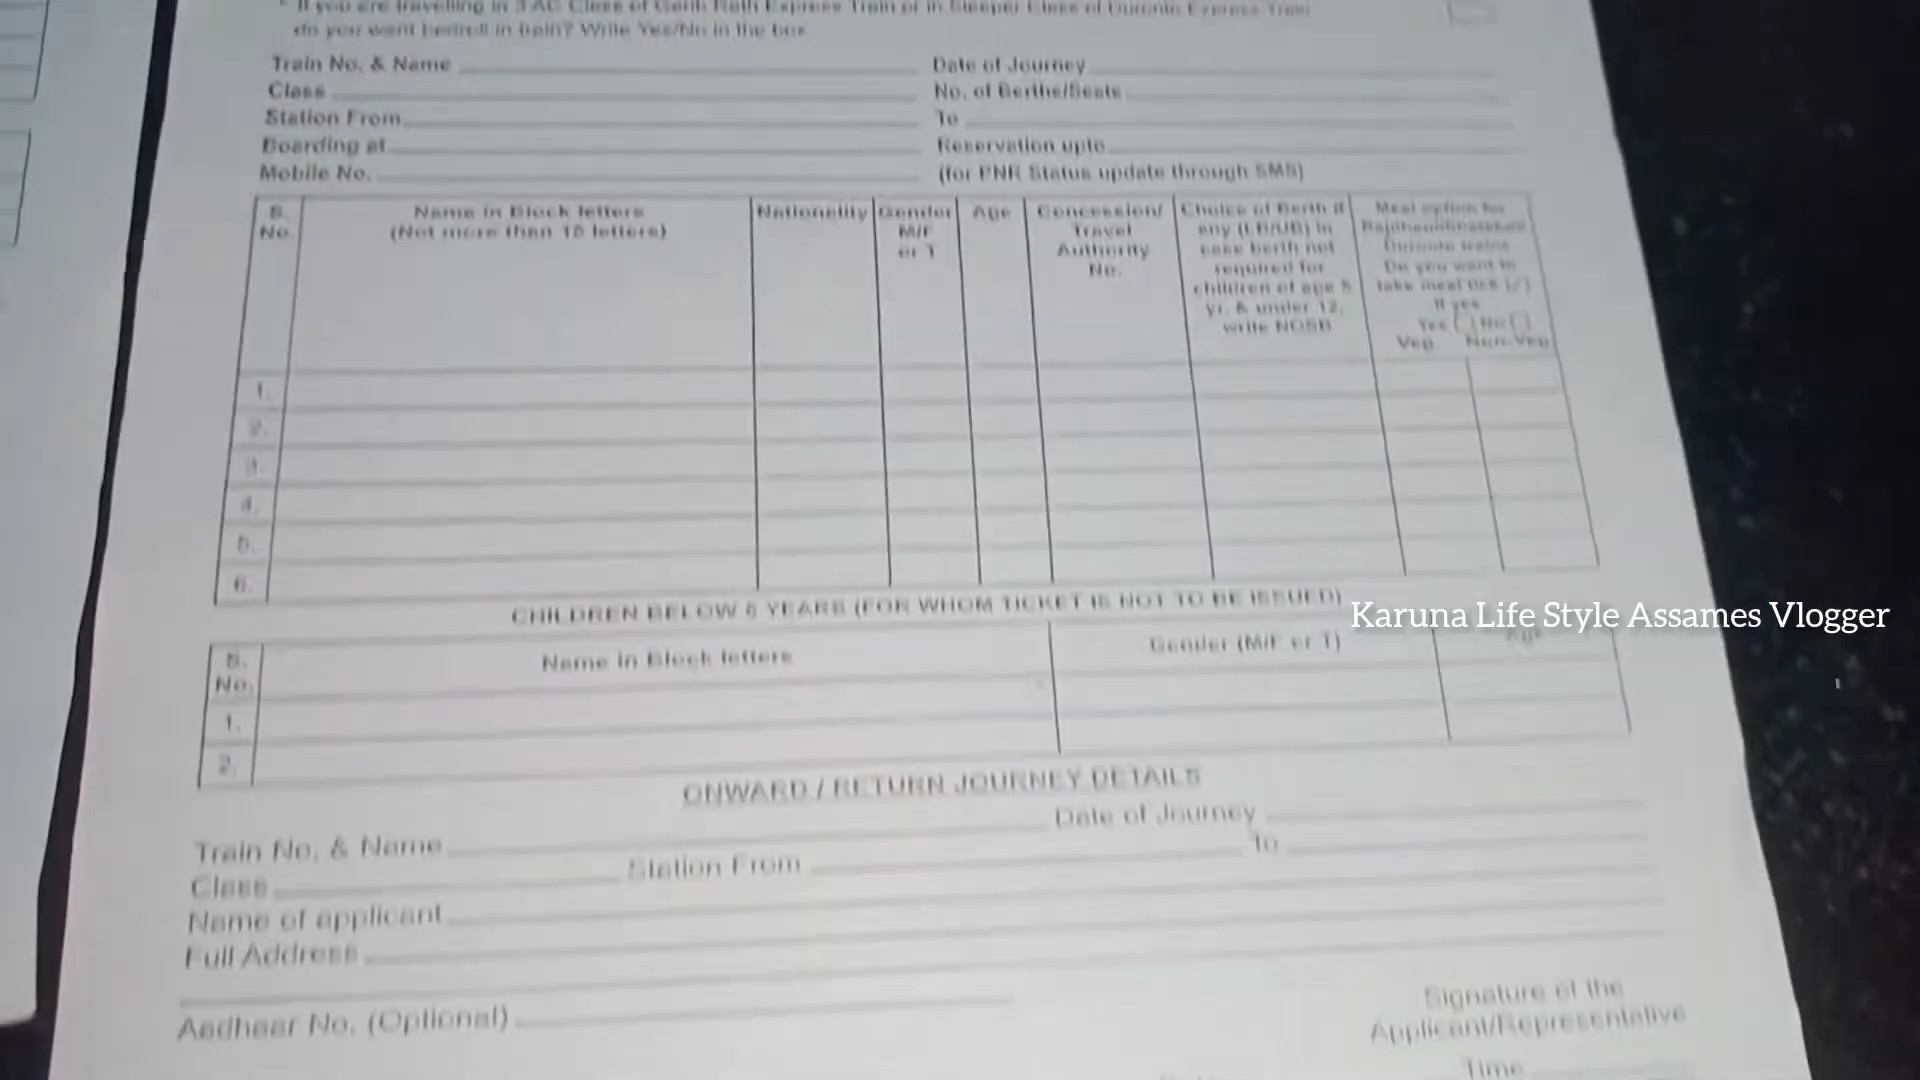 * If you are travelling in 3 AC Class of Garib Rath Express Train or in Sleeper Class of Duronto Express Train
do you want bedroll in train? Write Yes/No in the box
Train No. & Name
Date of Journey
Class
No. of Berths/Seats
Station From
To
Boarding at
Reservation upto
Mobile No.
(for PNR Status update through SMS)
S.
No.
Name in Block letters
(Not more than 15 letters)
Nationality
Gender
M/F
or T
Age
Concession/
Travel
Authority
No.
Choice of Berth if
any (LB/UB) in
case berth not
required for
children of age 5
yr. & under 12,
write NOSB
Meal option for
Duronto trains
Do you want to
take meal tick (✓)
If yes
Yes No
Veg. Non-Veg
1.
2.
3.
4.
5.
6.
CHILDREN BELOW 5 YEARS (FOR WHOM TICKET IS NOT TO BE ISSUED)
Karuna Life Style Assames Vlogger
S.
No.
Name in Block letters
Gender (M/F or T)
Age
1.
2.
ONWARD / RETURN JOURNEY DETAILS
Train No. & Name
Date of Journey
Class
Station From
To
Name of applicant
Full Address
Aadhaar No. (Optional)
Signature of the
Applicant/Representative
Time